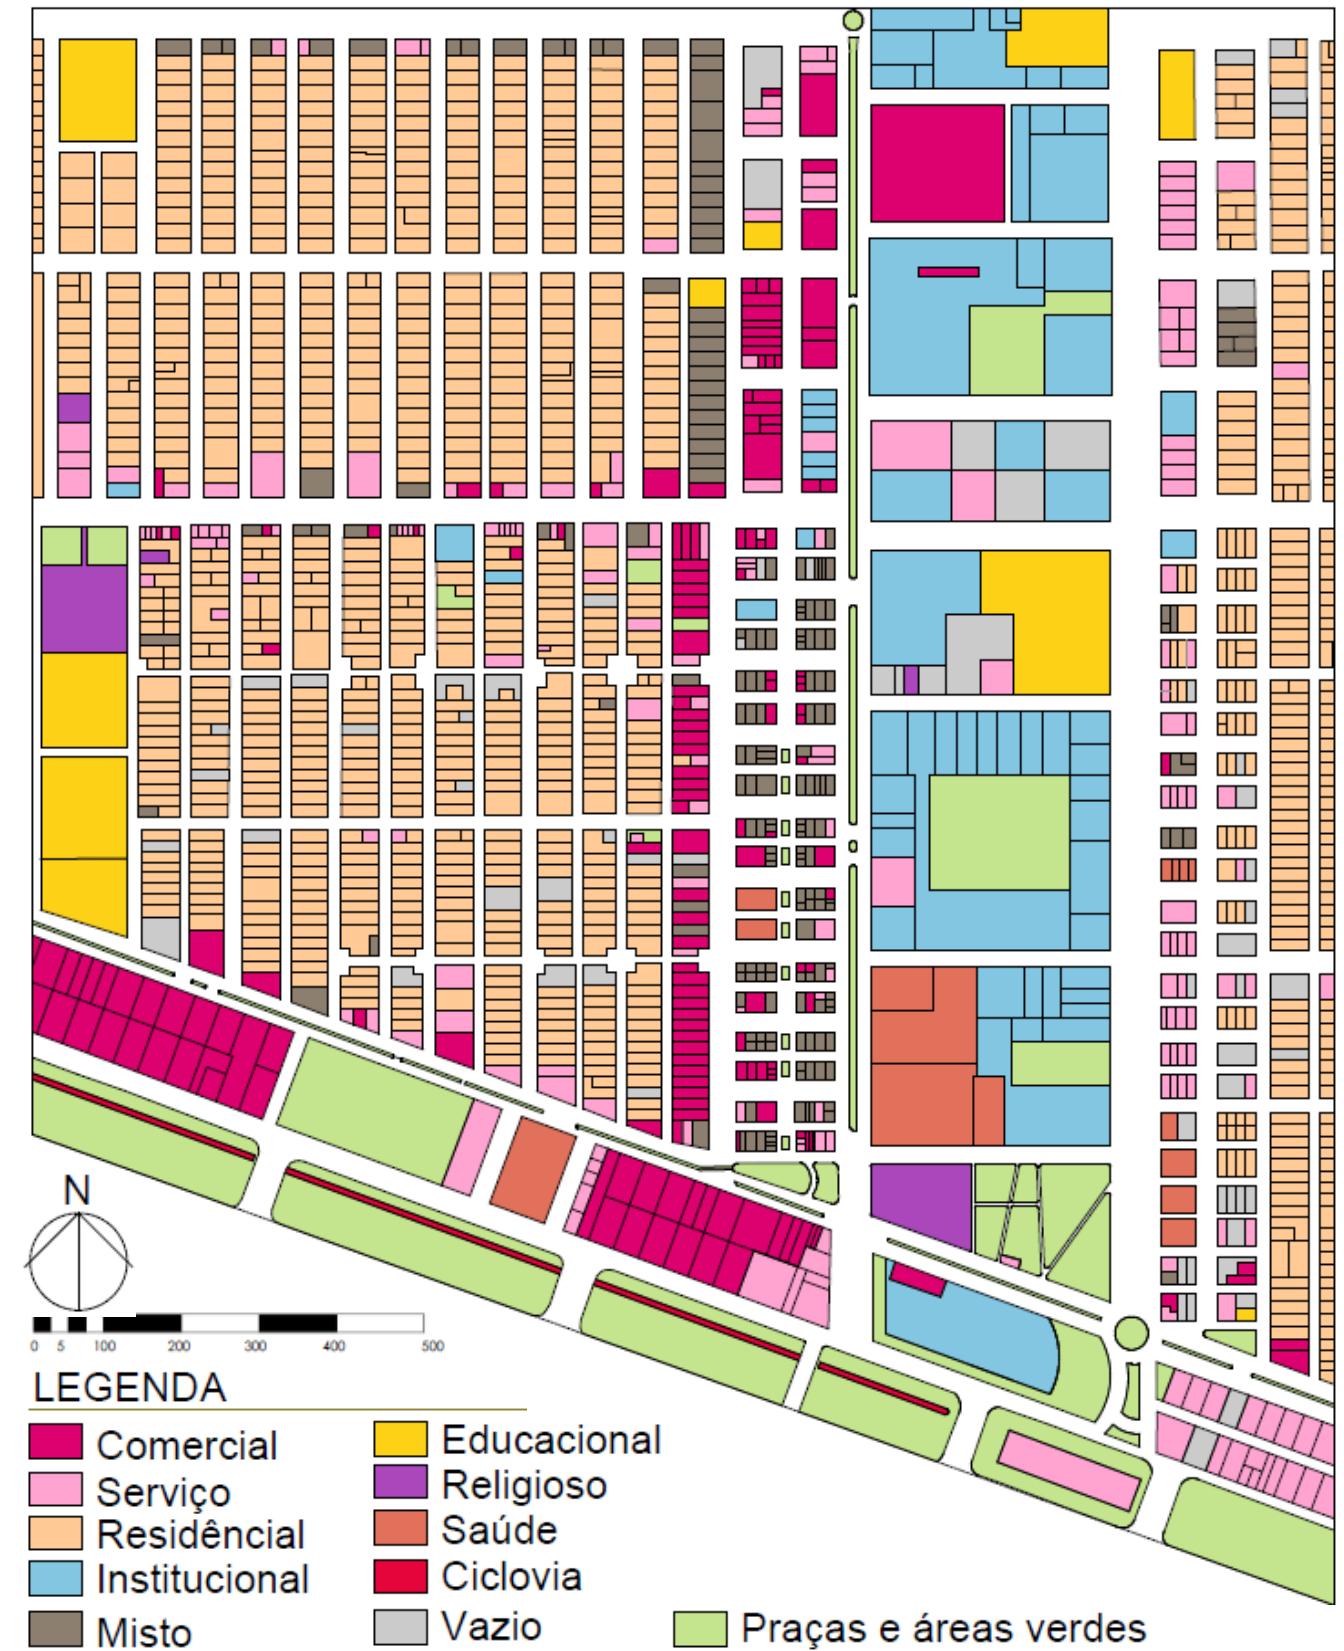 N
0 5 100 200 300 400 500
LEGENDA
Comercial
Serviço
Residêncial
Institucional
Misto
Educacional
Religioso
Saúde
Ciclovia
Vazio
Praças e áreas verdes